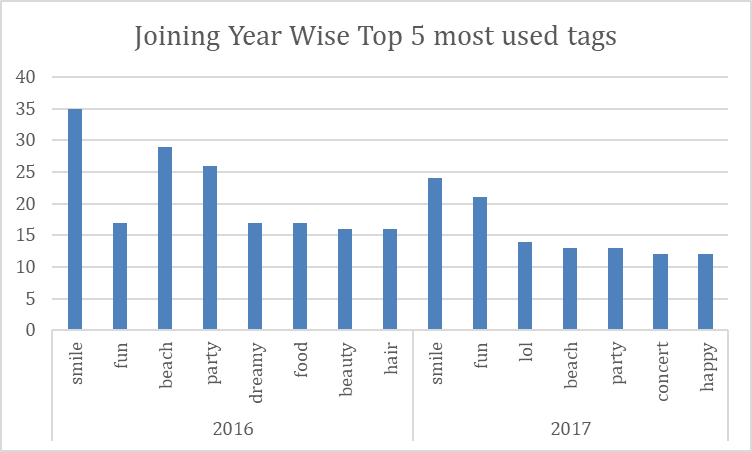 Joining Year Wise Top 5 most used tags
40
35
30
25
20
15
10
5
0
smile
fun
beach
party
dreamy
food
beauty
hair
smile
fun
lol
beach
party
concert
happy
2016
2017